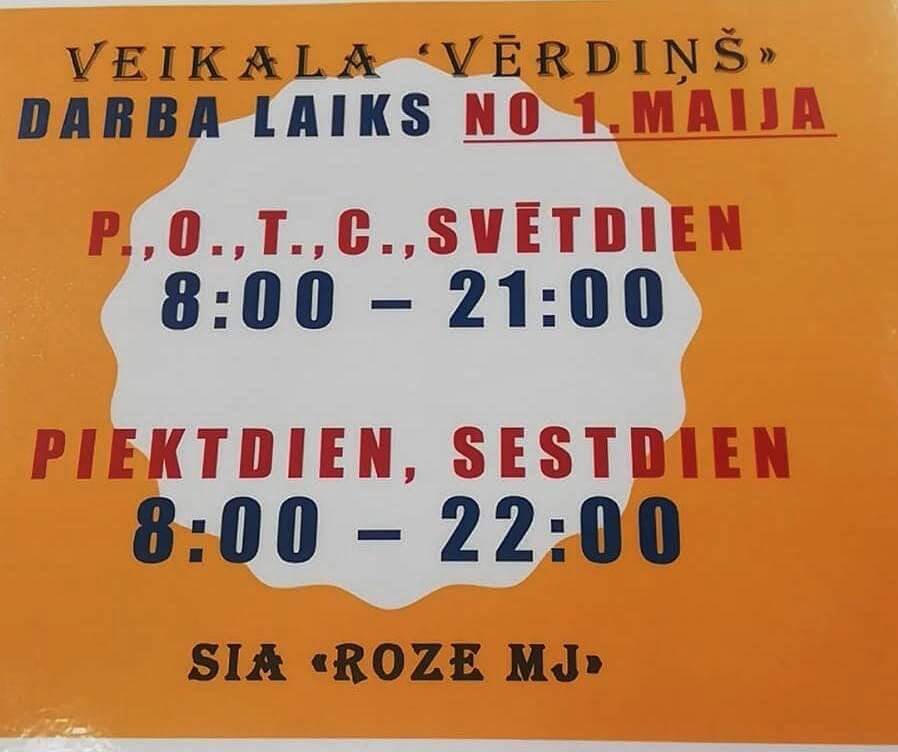 VEIKALA ‘VĒRDIŅŠ»
DARBA LAIKS NO 1.MAIJA
P.,O.,T.,C.,SVĒTDIEN
8:00 – 21:00
PIEKTDIEN, SESTDIEN
8:00 – 22:00
SIA «ROZE MJ»